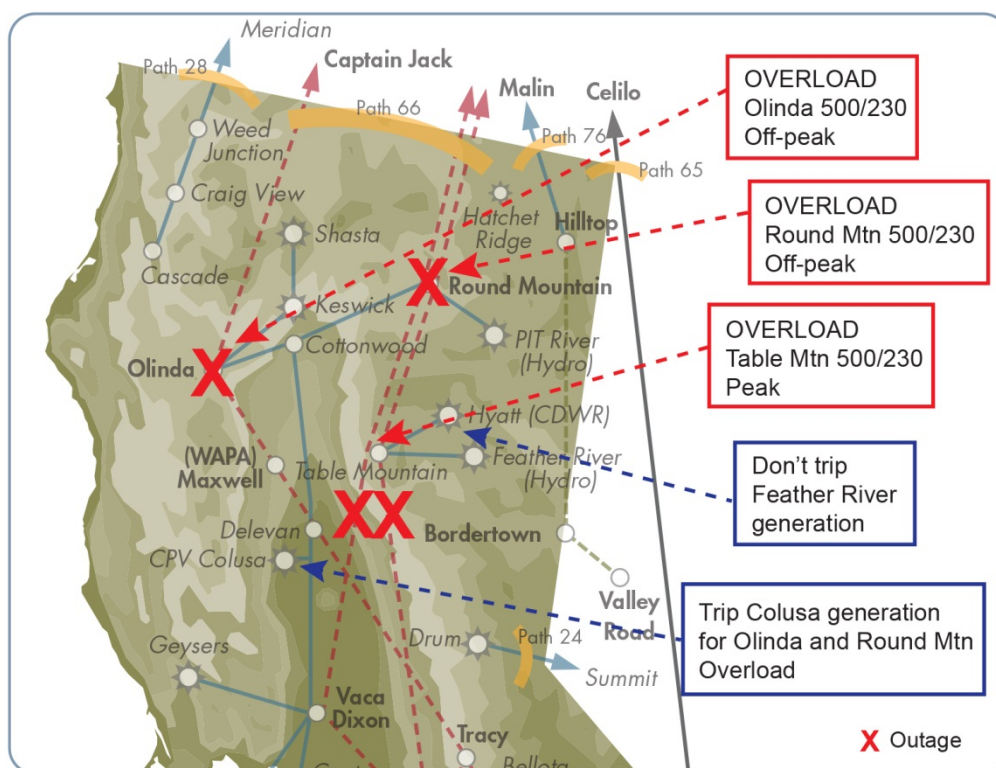 Meridian
Path 28
Captain Jack
Path 66
Malin
Celilo
Path 76
Path 65
Weed
Junction
Craig View
Cascade
Shasta
Keswick
Hatchet
Ridge
Hilltop
Round Mountain
Cottonwood
PIT River
(Hydro)
Olinda
Hyatt (CDWR)
(WAPA)
Maxwell
Table Mountain
Feather River
(Hydro)
Delevan
CPV Colusa
Bordertown
Valley
Road
Geysers
Drum
Path 24
Summit
Vaca
Dixon
Tracy
Bellota
OVERLOAD
Olinda 500/230
Off-peak
OVERLOAD
Round Mtn 500/230
Off-peak
OVERLOAD
Table Mtn 500/230
Peak
Don't trip
Feather River
generation
Trip Colusa generation
for Olinda and Round Mtn
Overload
X Outage